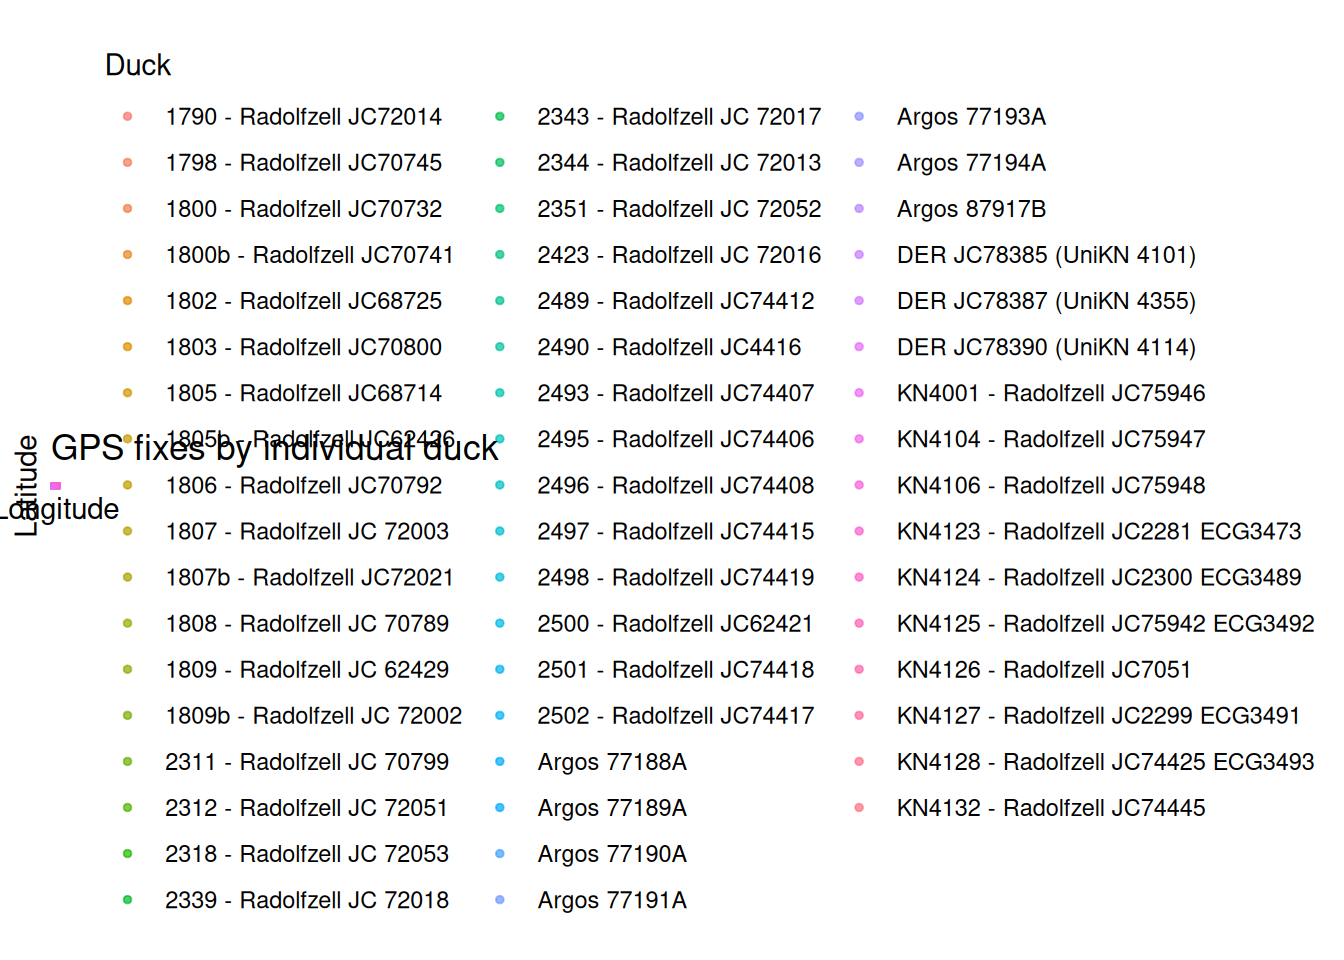 Duck
1790 - Radolfzell JC72014
1798 - Radolfzell JC70745
1800 - Radolfzell JC70732
1800b - Radolfzell JC70741
1802 - Radolfzell JC68725
1803 - Radolfzell JC70800
1805 - Radolfzell JC68714
1805b - Radolfzell JC62426
1806 - Radolfzell JC70792
1807 - Radolfzell JC 72003
1807b - Radolfzell JC72021
1808 - Radolfzell JC 70789
1809 - Radolfzell JC 62429
1809b - Radolfzell JC 72002
2311 - Radolfzell JC 70799
2312 - Radolfzell JC 72051
2318 - Radolfzell JC 72053
2339 - Radolfzell JC 72018
2343 - Radolfzell JC 72017
2344 - Radolfzell JC 72013
2351 - Radolfzell JC 72052
2423 - Radolfzell JC 72016
2489 - Radolfzell JC74412
2490 - Radolfzell JC4416
2493 - Radolfzell JC74407
2495 - Radolfzell JC74406
2496 - Radolfzell JC74408
2497 - Radolfzell JC74415
2498 - Radolfzell JC74419
2500 - Radolfzell JC62421
2501 - Radolfzell JC74418
2502 - Radolfzell JC74417
Argos 77188A
Argos 77189A
Argos 77190A
Argos 77191A
Argos 77193A
Argos 77194A
Argos 87917B
DER JC78385 (UniKN 4101)
DER JC78387 (UniKN 4355)
DER JC78390 (UniKN 4114)
KN4001 - Radolfzell JC75946
KN4104 - Radolfzell JC75947
KN4106 - Radolfzell JC75948
KN4123 - Radolfzell JC2281 ECG3473
KN4124 - Radolfzell JC2300 ECG3489
KN4125 - Radolfzell JC75942 ECG3492
KN4126 - Radolfzell JC7051
KN4127 - Radolfzell JC2299 ECG3491
KN4128 - Radolfzell JC74425 ECG3493
KN4132 - Radolfzell JC74445
GPS fixes by individual duck
Latitude
Longitude